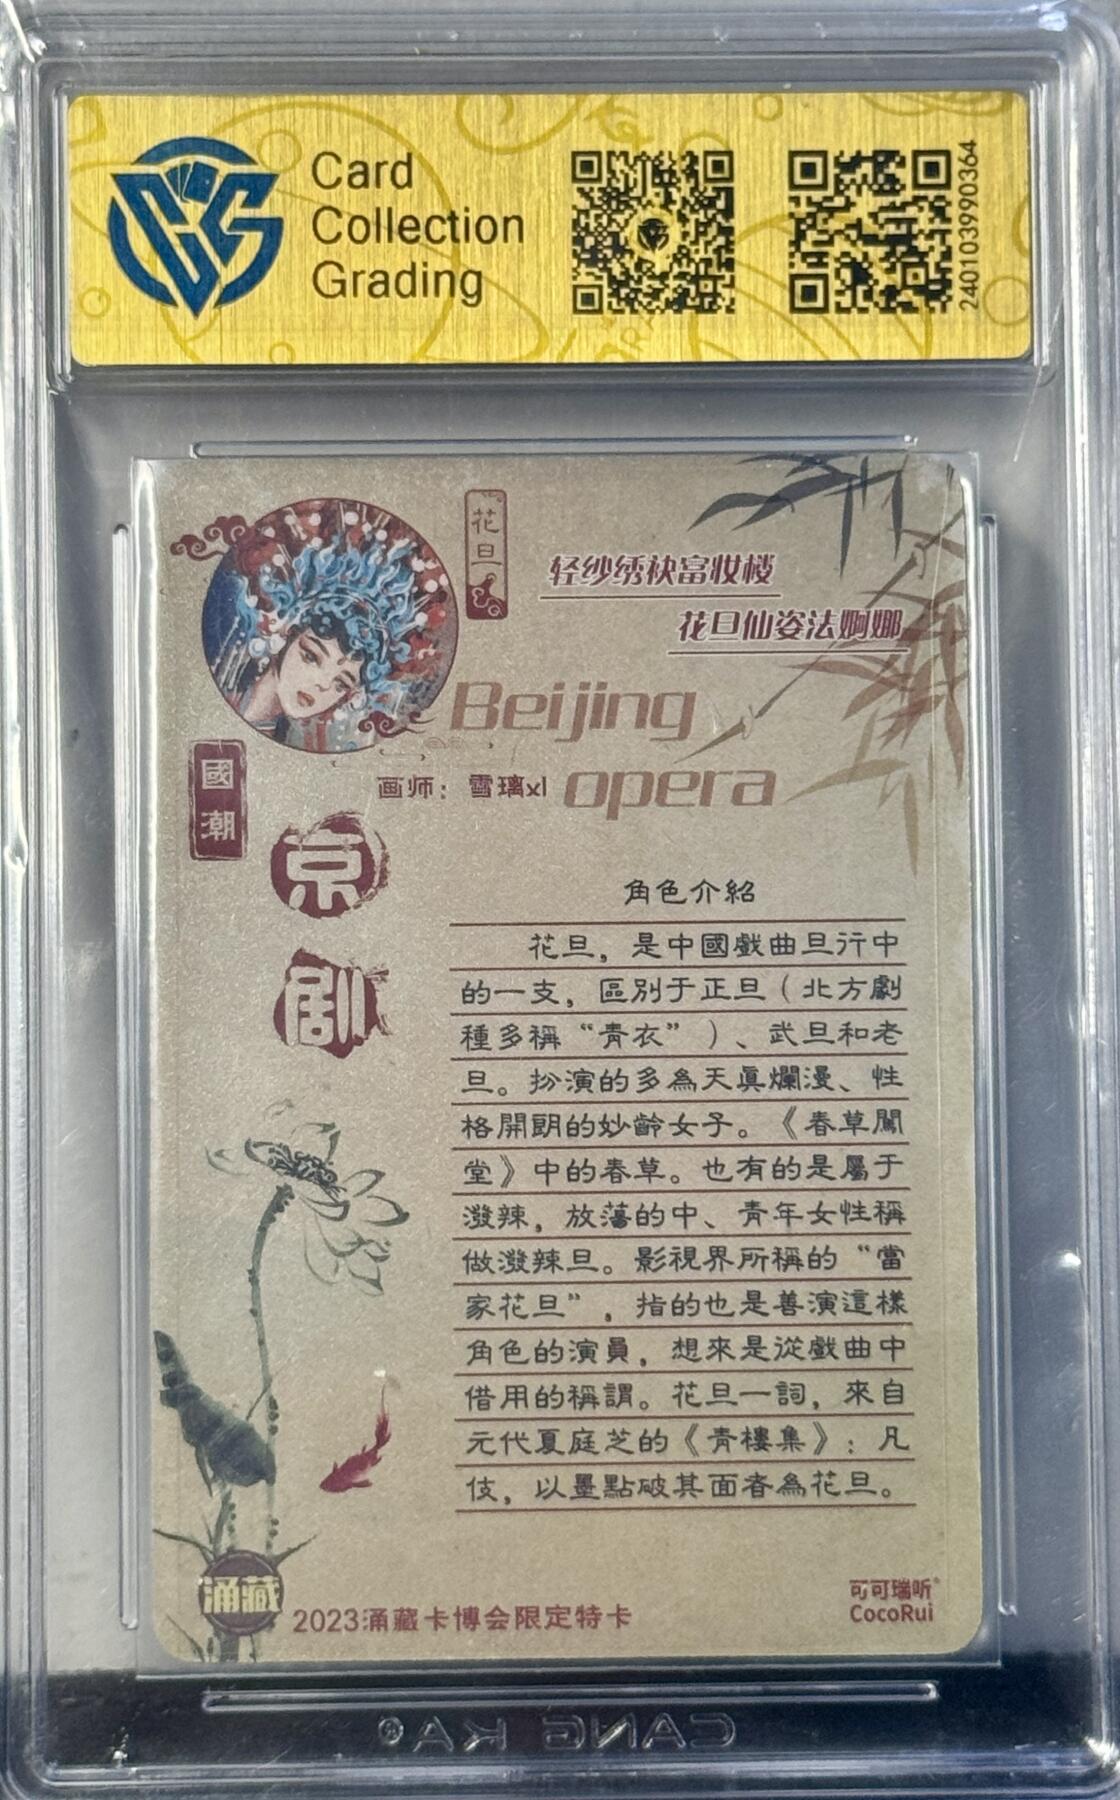 Card
Collection
Grading
2401039990364
花旦
轻纱绣袂富妆楼
花旦仙姿法婀娜
Beijing
opera
國潮
画师：雪璃xl
京
劇
角色介紹
花旦，是中國戲曲旦行中
的一支，區別于正旦（北方劇
種多稱“青衣”）、武旦和老
旦。扮演的多為天真爛漫、性
格開朗的妙齡女子。《春草闖
堂》中的春草。也有的是屬于
潑辣，放蕩的中、青年女性稱
做潑辣旦。影視界所稱的“當
家花旦”，指的也是善演這樣
角色的演員，想來是從戲曲中
借用的稱謂。花旦一詞，來自
元代夏庭芝的《青樓集》：凡
伎，以墨點破其面者為花旦。
涌藏
2023涌藏卡博会限定特卡
可可瑞听®
CocoRui
CANG KA®